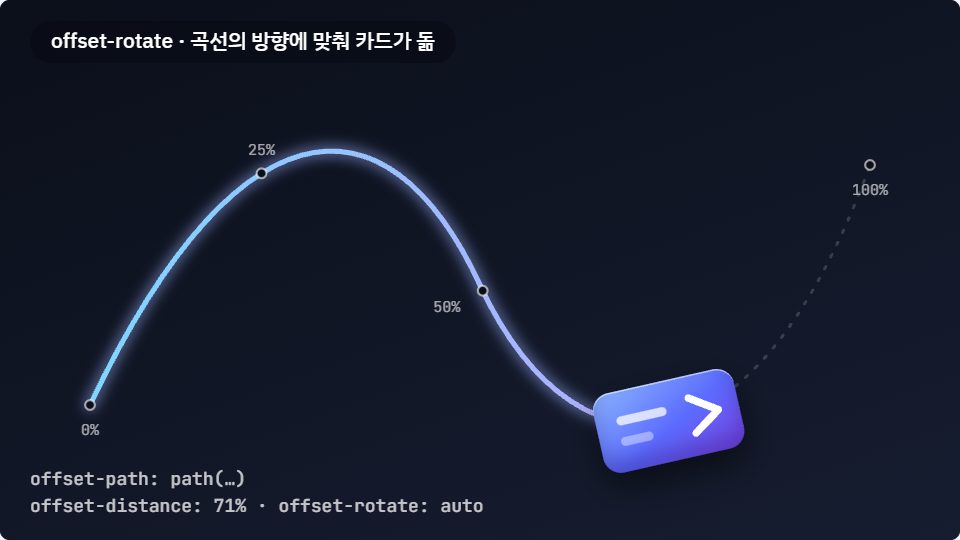 offset-rotate · 곡선의 방향에 맞춰 카드가 돎
25%
100%
50%
0%
offset-path: path(…)
offset-distance: 71% · offset-rotate: auto